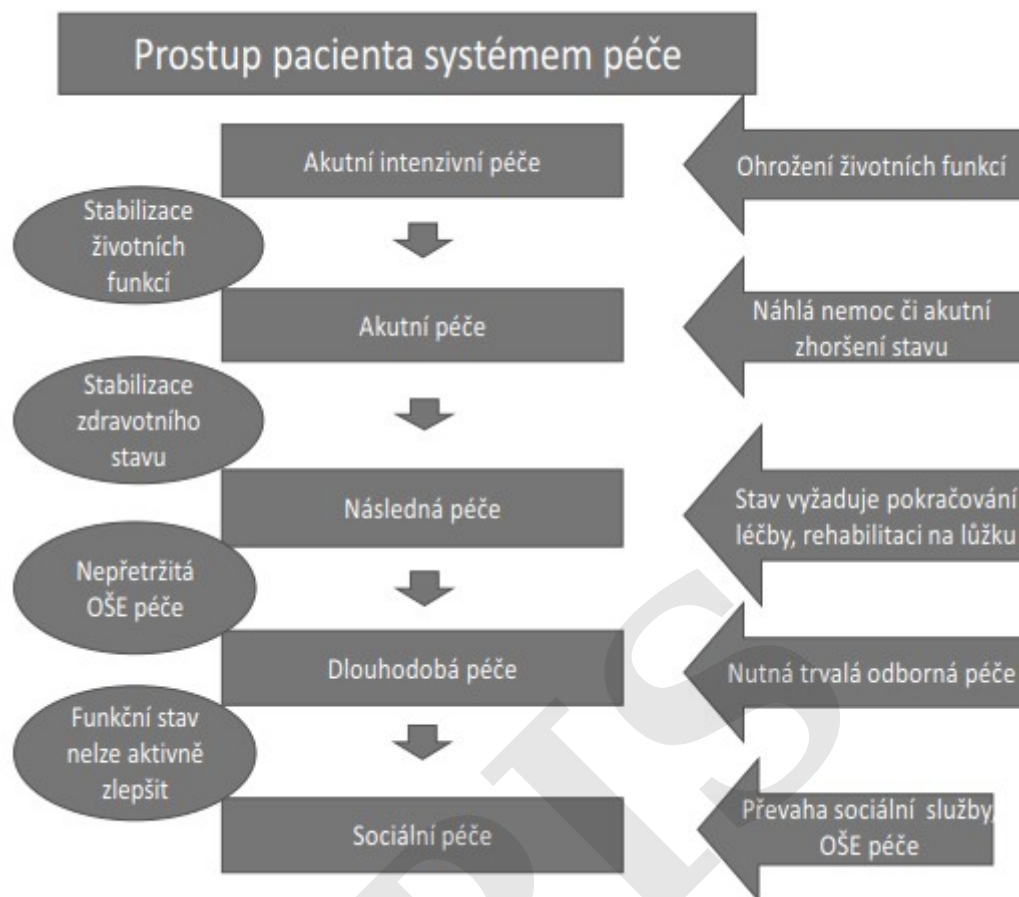 Prostup pacienta systémem péče
Akutní intenzivní péče
Ohrožení životních funkcí
Stabilizace
životních
funkcí
Akutní péče
Náhlá nemoc či akutní
zhoršení stavu
Stabilizace
zdravotního
stavu
Následná péče
Stav vyžaduje pokračování
léčby, rehabilitaci na lůžku
Nepřetržitá
OŠE péče
Dlouhodobá péče
Nutná trvalá odborná péče
Funkční stav
nelze aktivně
zlepšit
Sociální péče
Převaha sociální služby,
OŠE péče